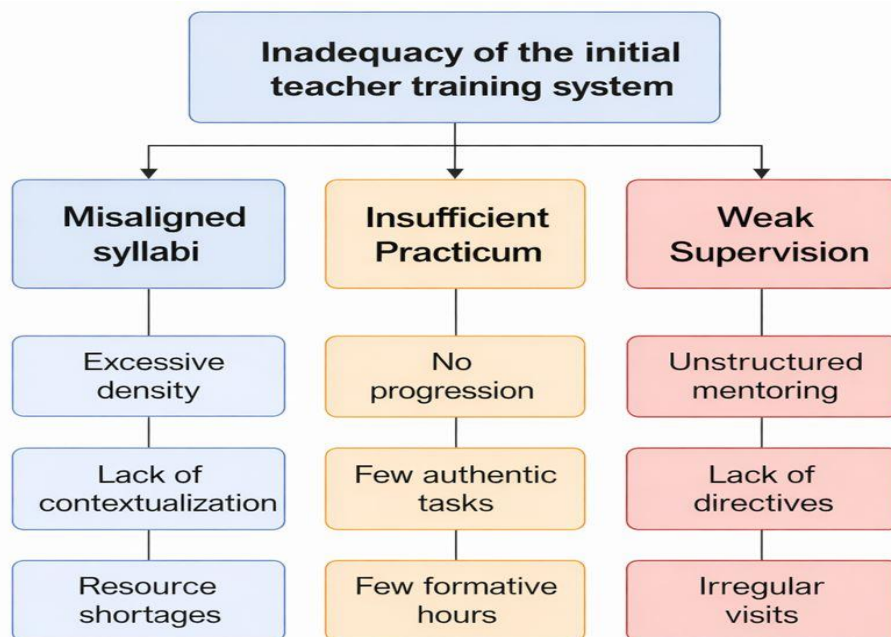 Inadequacy of the initial
teacher training system
Misaligned
syllabi
Insufficient
Practicum
Weak
Supervision
Excessive
density
No
progression
Unstructured
mentoring
Lack of
contextualization
Few authentic
tasks
Lack of
directives
Resource
shortages
Few formative
hours
Irregular
visits